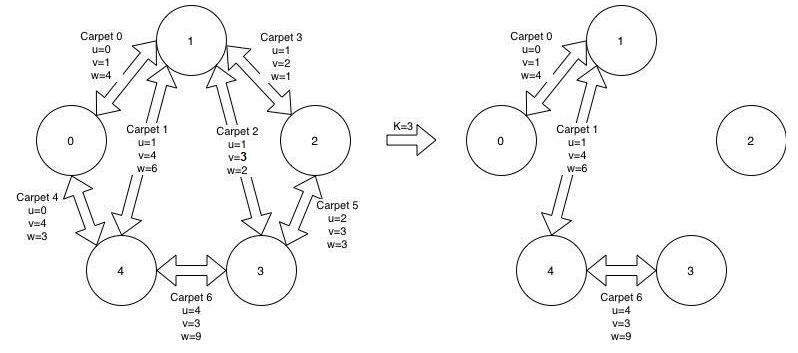 Carpet 0
u=0
v=1
w=4
1
Carpet 3
u=1
v=2
w=1
0
Carpet 1
u=1
v=4
w=6
Carpet 2
u=1
v=3
w=2
2
Carpet 4
u=0
v=4
w=3
Carpet 5
u=2
v=3
w=3
4
3
Carpet 6
u=4
v=3
w=9
K=3
Carpet 0
u=0
v=1
w=4
1
0
Carpet 1
u=1
v=4
w=6
2
4
3
Carpet 6
u=4
v=3
w=9